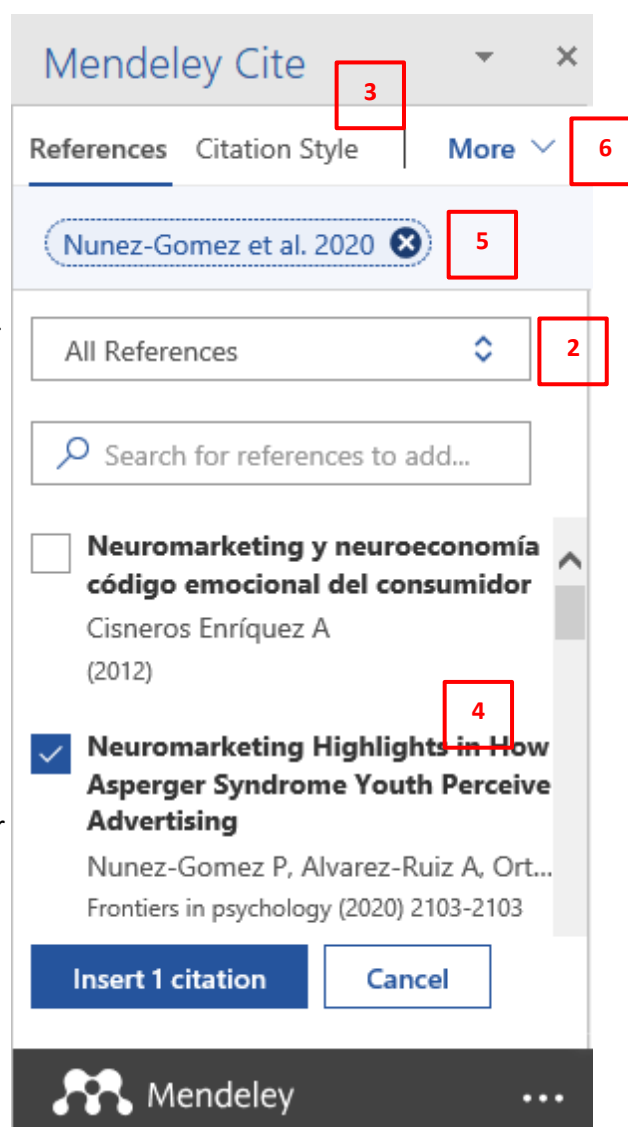 Mendeley Cite
3
References Citation Style More
6
Nunez-Gomez et al. 2020
5
All References
2
Search for references to add...
Neuromarketing y neuroeconomía
código emocional del consumidor
Cisneros Enríquez A
(2012)
4
Neuromarketing Highlights in How
Asperger Syndrome Youth Perceive
Advertising
Nunez-Gomez P, Alvarez-Ruiz A, Ort...
Frontiers in psychology (2020) 2103-2103
Insert 1 citation Cancel
Mendeley ...